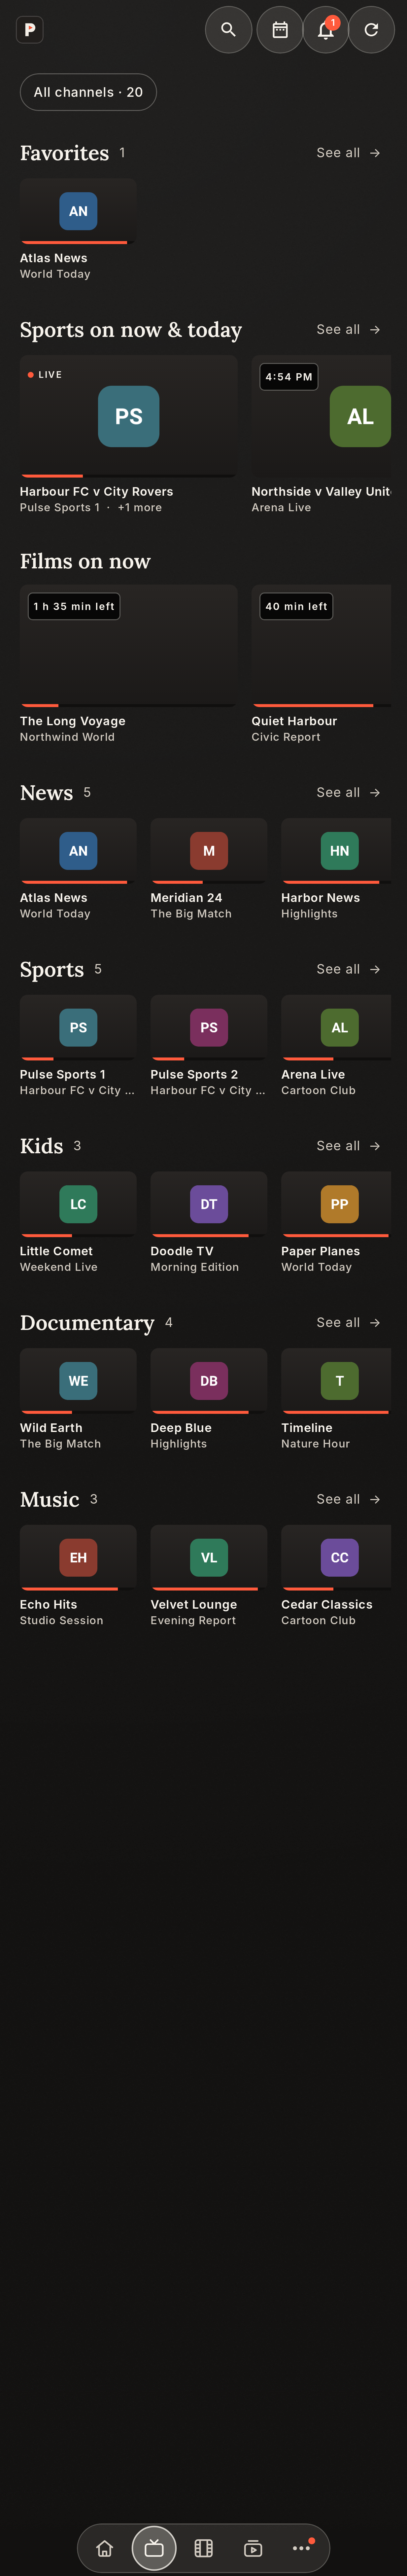 P
1
All channels · 20
Favorites 1 See all →
AN
Atlas News
World Today
Sports on now & today See all →
LIVE 4:54 PM
PS AL
Harbour FC v City Rovers Northside v Valley Unit
Pulse Sports 1 · +1 more Arena Live
Films on now
1 h 35 min left 40 min left
The Long Voyage Quiet Harbour
Northwind World Civic Report
News 5 See all →
AN M HN
Atlas News Meridian 24 Harbor News
World Today The Big Match Highlights
Sports 5 See all →
PS PS AL
Pulse Sports 1 Pulse Sports 2 Arena Live
Harbour FC v City ... Harbour FC v City ... Cartoon Club
Kids 3 See all →
LC DT PP
Little Comet Doodle TV Paper Planes
Weekend Live Morning Edition World Today
Documentary 4 See all →
WE DB T
Wild Earth Deep Blue Timeline
The Big Match Highlights Nature Hour
Music 3 See all →
EH VL CC
Echo Hits Velvet Lounge Cedar Classics
Studio Session Evening Report Cartoon Club